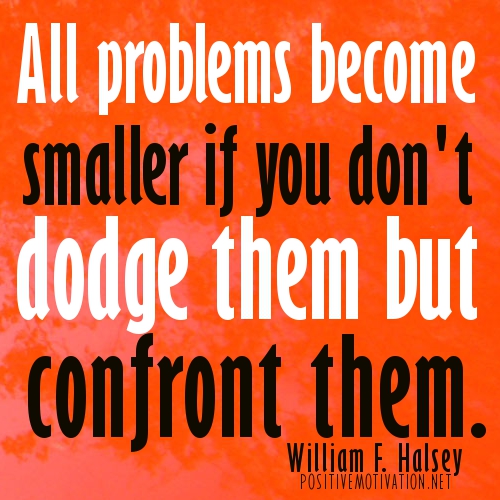 All problems become
smaller if you don't
dodge them but
confront them.
William F. Halsey
POSITIVEMOTIVATION.NET